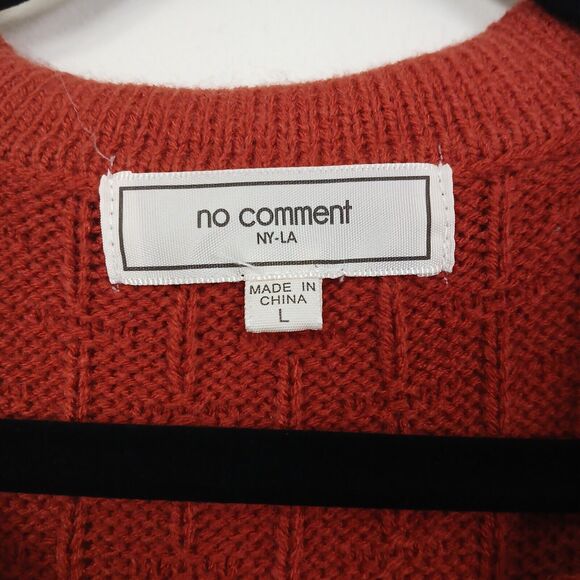 no comment
NY-LA
MADE IN
CHINA
L